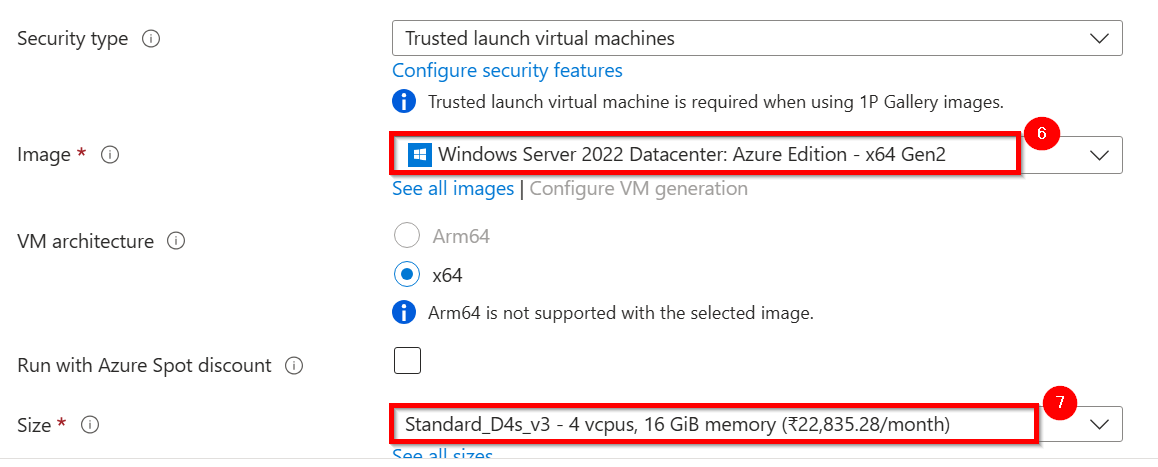 Security type
Trusted launch virtual machines
Configure security features
Trusted launch virtual machine is required when using 1P Gallery images.
6
Image *
Windows Server 2022 Datacenter: Azure Edition - x64 Gen2
See all images | Configure VM generation
VM architecture
Arm64
x64
Arm64 is not supported with the selected image.
Run with Azure Spot discount
7
Size *
Standard_D4s_v3 - 4 vcpus, 16 GiB memory (₹22,835.28/month)
See all sizes